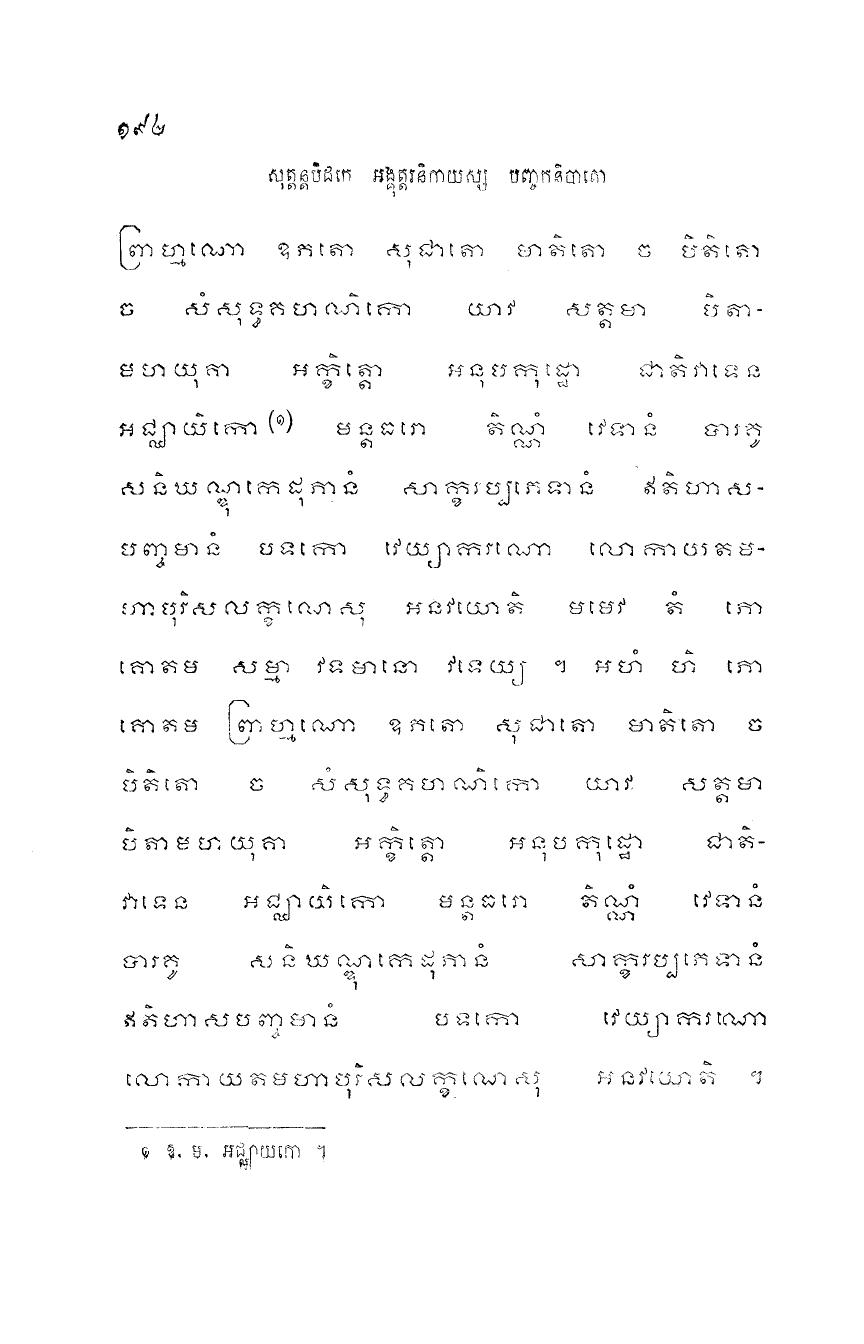 ១៩២
សុត្តន្តបិដកេ អង្គុត្តរនិកាយស្ស បញ្ចកនិបាតោ
ព្រាហ្មណោ ឧភតោ សុជាតោ មាតិតោ ច បិតិតោ
ច សំសុទ្ធគហណិកោ យាវ សត្តមា បិតា-
មហយុគា អក្ខិត្តោ អនុបកុដ្ឋោ ជាតិវាទេន
អជ្ឈាយិកោ (១) មន្តធរោ តិណ្ណំ វេទានំ បារគូ
សនិឃណ្ឌុកេដុភានំ សាក្ខរប្បភេទានំ ឥតិហាស-
បញ្ចមានំ បទកោ វេយ្យាករណោ លោកាយតម-
ហាបុរិសលក្ខណេសុ អនវយោតិ មមេវ តំ ភោ
គោតម សម្មា វទមានោ វទេយ្យ ។ អហំ ហិ ភោ
គោតម ព្រាហ្មណោ ឧភតោ សុជាតោ មាតិតោ ច
បិតិតោ ច សំសុទ្ធគហណិកោ យាវ សត្តមា
បិតាមហយុគា អក្ខិត្តោ អនុបកុដ្ឋោ ជាតិ-
វាទេន អជ្ឈាយិកោ មន្តធរោ តិណ្ណំ វេទានំ
បារគូ សនិឃណ្ឌុកេដុភានំ សាក្ខរប្បភេទានំ
ឥតិហាសបញ្ចមានំ បទកោ វេយ្យាករណោ
លោកាយតមហាបុរិសលក្ខណេសុ អនវយោតិ ។
១ ឱ. ម. អជ្ឈាយកោ ។